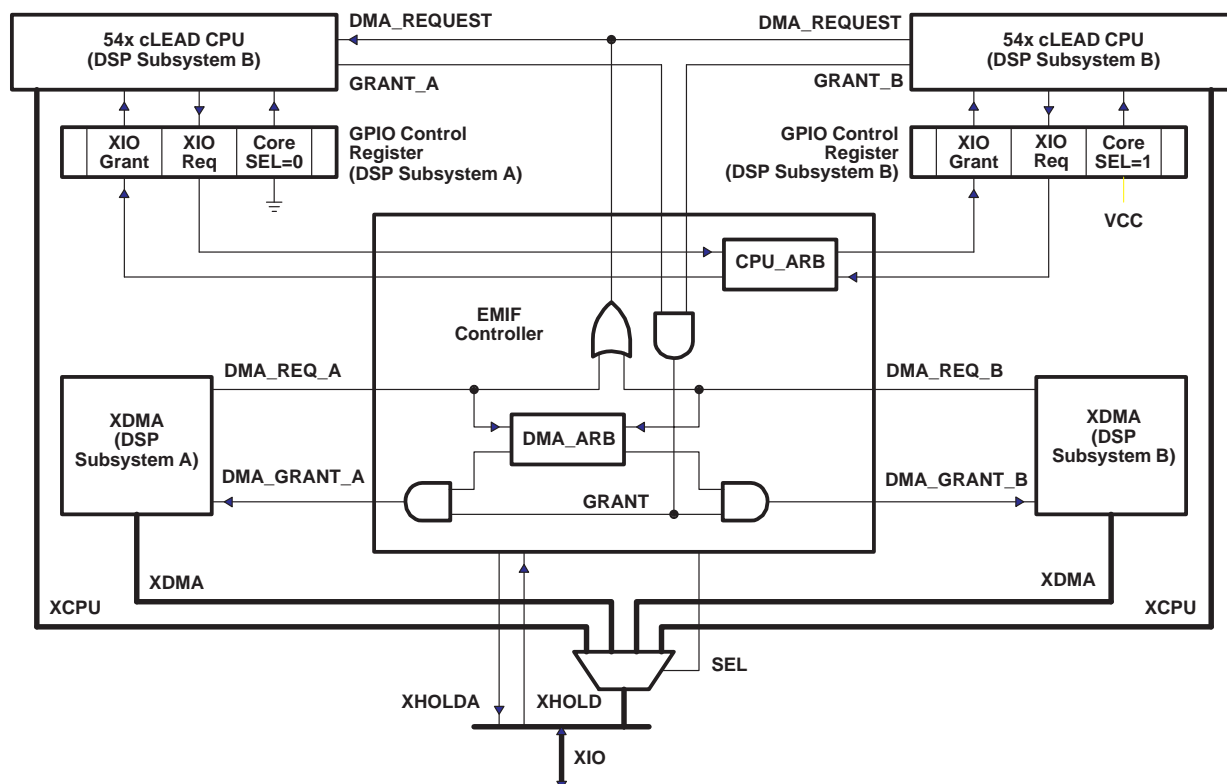 DMA_REQUEST
DMA_REQUEST
54x cLEAD CPU
(DSP Subsystem B)
54x cLEAD CPU
(DSP Subsystem B)
GRANT_A
GRANT_B
XIO
Grant
XIO
Req
Core
SEL=0
GPIO Control
Register
(DSP Subsystem A)
GPIO Control
Register
(DSP Subsystem B)
XIO
Grant
XIO
Req
Core
SEL=1
VCC
CPU_ARB
EMIF
Controller
DMA_REQ_A
DMA_REQ_B
XDMA
(DSP
Subsystem A)
DMA_ARB
XDMA
(DSP
Subsystem B)
DMA_GRANT_A
GRANT
DMA_GRANT_B
XDMA
XDMA
XCPU
XCPU
SEL
XHOLDA
XHOLD
XIO